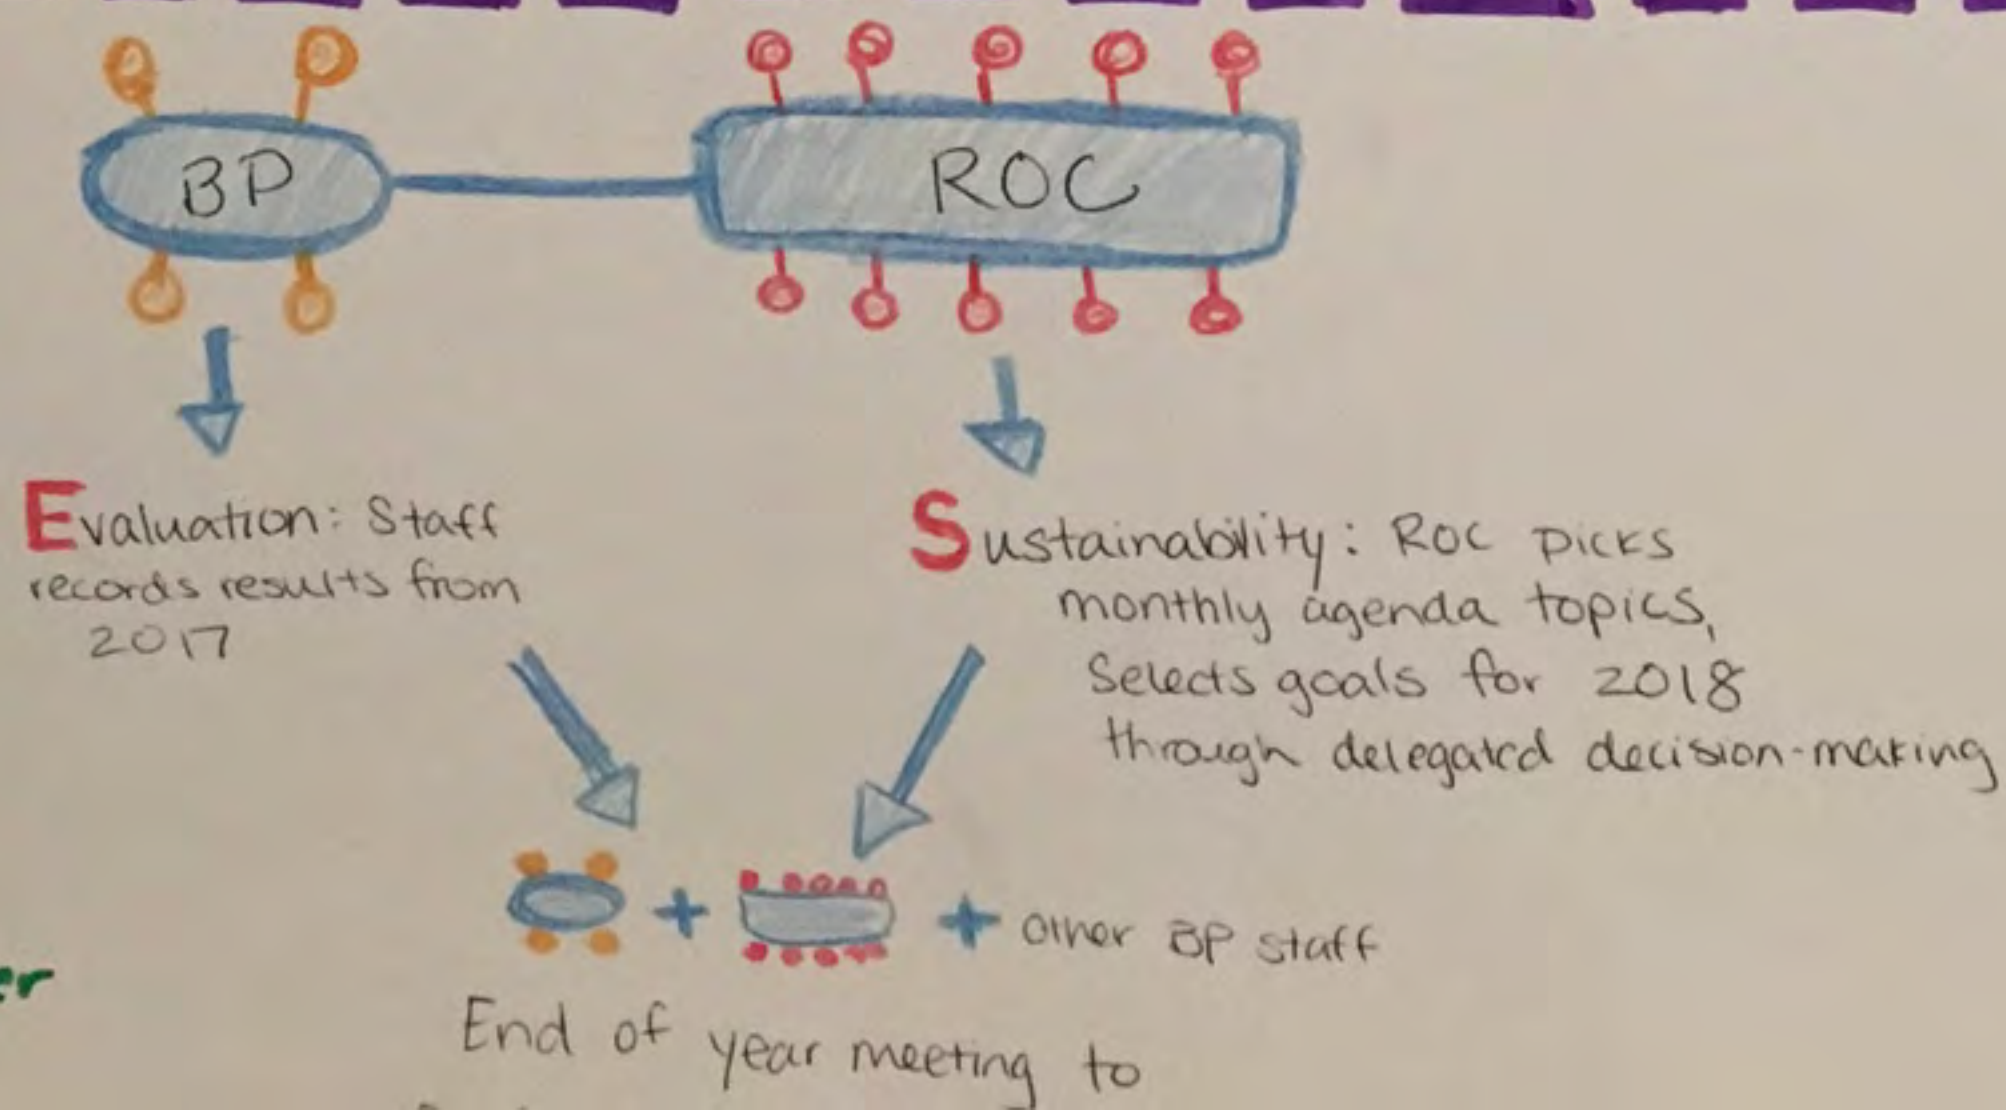 BP
ROC
Evaluation: Staff
records results from
2017
Sustainability: ROC picks
monthly agenda topics,
Selects goals for 2018
through delegated decision-making
+ + other BP staff
er
End of year meeting to